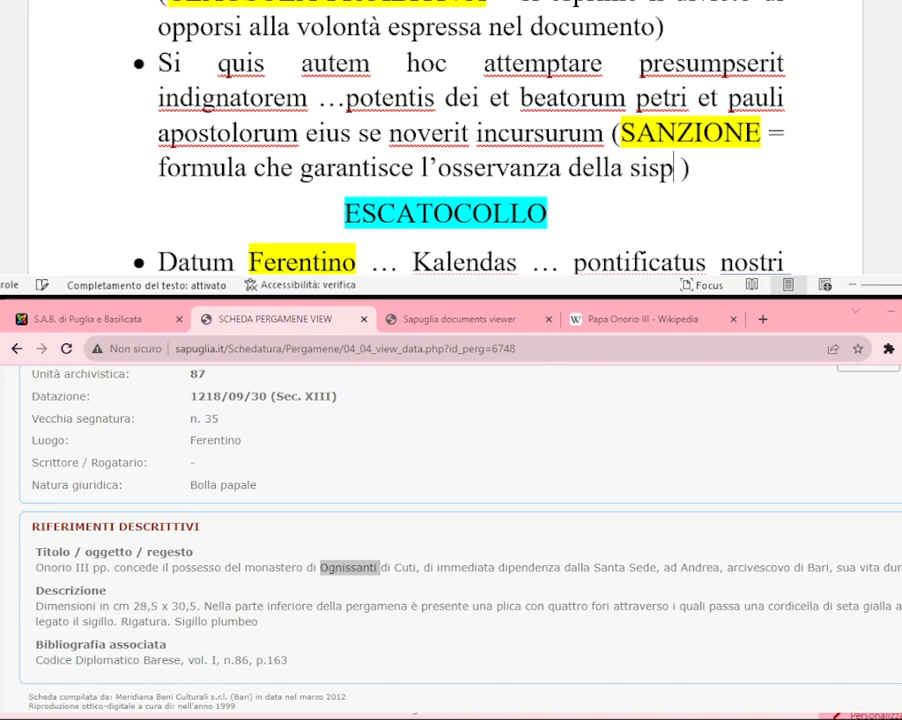 opporsi alla volontà espressa nel documento)
• Si quis autem hoc attemptare presumpserit
indignatorem …potentis dei et beatorum petri et pauli
apostolorum eius se noverit incursurum (SANZIONE =
formula che garantisce l’osservanza della sisp )
ESCATOCOLLO
• Datum Ferentino … Kalendas … pontificatus nostri
role Completamento del testo: attivato Accessibilità: verifica Focus
S.A.B. di Puglia e Basilicata SCHEDA PERGAMENE VIEW Sapuglia documents viewer Papa Onorio III - Wikipedia
Non sicuro sapuglia.it/Schedatura/Pergamene/04_04_view_data.php?id_perg=6748
Unità archivistica: 87
Datazione: 1218/09/30 (Sec. XIII)
Vecchia segnatura: n. 35
Luogo: Ferentino
Scrittore / Rogatario: -
Natura giuridica: Bolla papale
RIFERIMENTI DESCRITTIVI
Titolo / oggetto / regesto
Onorio III pp. concede il possesso del monastero di Ognissanti di Cuti, di immediata dipendenza dalla Santa Sede, ad Andrea, arcivescovo di Bari, sua vita dur
Descrizione
Dimensioni in cm 28,5 x 30,5. Nella parte inferiore della pergamena è presente una plica con quattro fori attraverso i quali passa una cordicella di seta gialla a
legato il sigillo. Rigatura. Sigillo plumbeo
Bibliografia associata
Codice Diplomatico Barese, vol. I, n.86, p.163
Scheda compilata da: Meridiana Beni Culturali s.r.l. (Bari) in data nel marzo 2012
Riproduzione ottico-digitale a cura di: nell'anno 1999
Personalizza